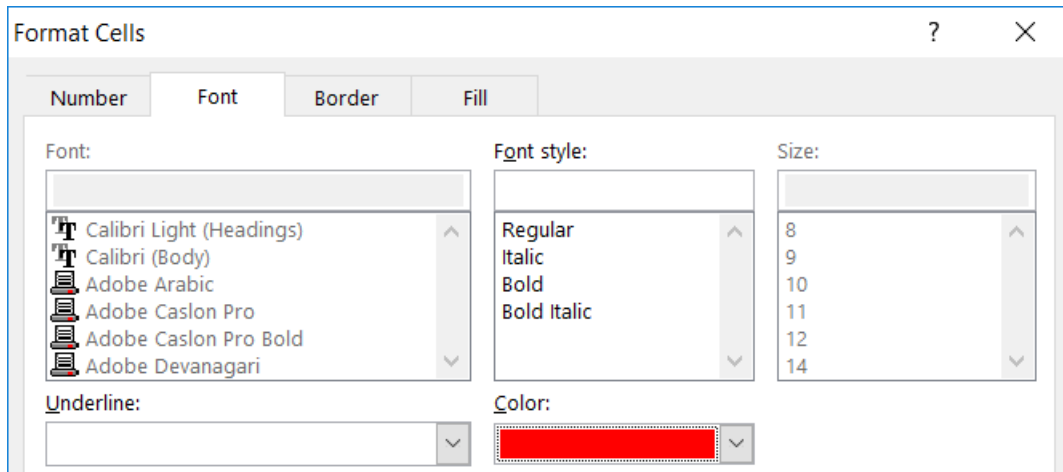 Format Cells ?
Number Font Border Fill
Font: Font style: Size:
Calibri Light (Headings) Regular 8
Calibri (Body) Italic 9
Adobe Arabic Bold 10
Adobe Caslon Pro Bold Italic 11
Adobe Caslon Pro Bold 12
Adobe Devanagari 14
Underline: Color: